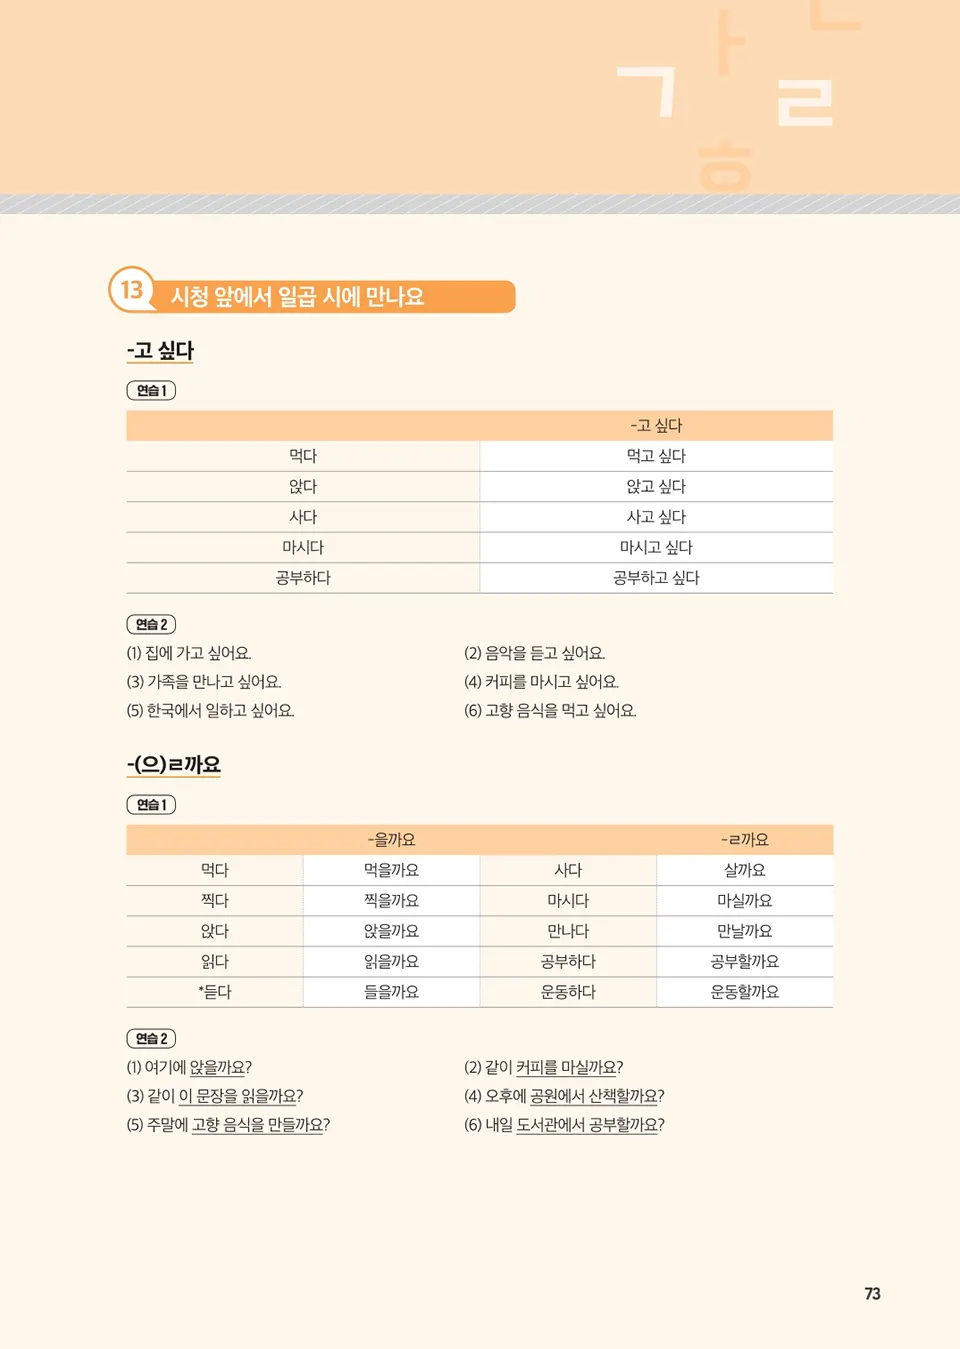 ㄱ ㅏ ㄴ ㄹ ㅎ
13 시청 앞에서 일곱 시에 만나요
-고 싶다
연습 1
-고 싶다
먹다 먹고 싶다
앉다 앉고 싶다
사다 사고 싶다
마시다 마시고 싶다
공부하다 공부하고 싶다
연습 2
(1) 집에 가고 싶어요. (2) 음악을 듣고 싶어요.
(3) 가족을 만나고 싶어요. (4) 커피를 마시고 싶어요.
(5) 한국에서 일하고 싶어요. (6) 고향 음식을 먹고 싶어요.
-(으)ㄹ까요
연습 1
-을까요 -ㄹ까요
먹다 먹을까요 사다 살까요
찍다 찍을까요 마시다 마실까요
앉다 앉을까요 만나다 만날까요
읽다 읽을까요 공부하다 공부할까요
*듣다 들을까요 운동하다 운동할까요
연습 2
(1) 여기에 앉을까요? (2) 같이 커피를 마실까요?
(3) 같이 이 문장을 읽을까요? (4) 오후에 공원에서 산책할까요?
(5) 주말에 고향 음식을 만들까요? (6) 내일 도서관에서 공부할까요?
73